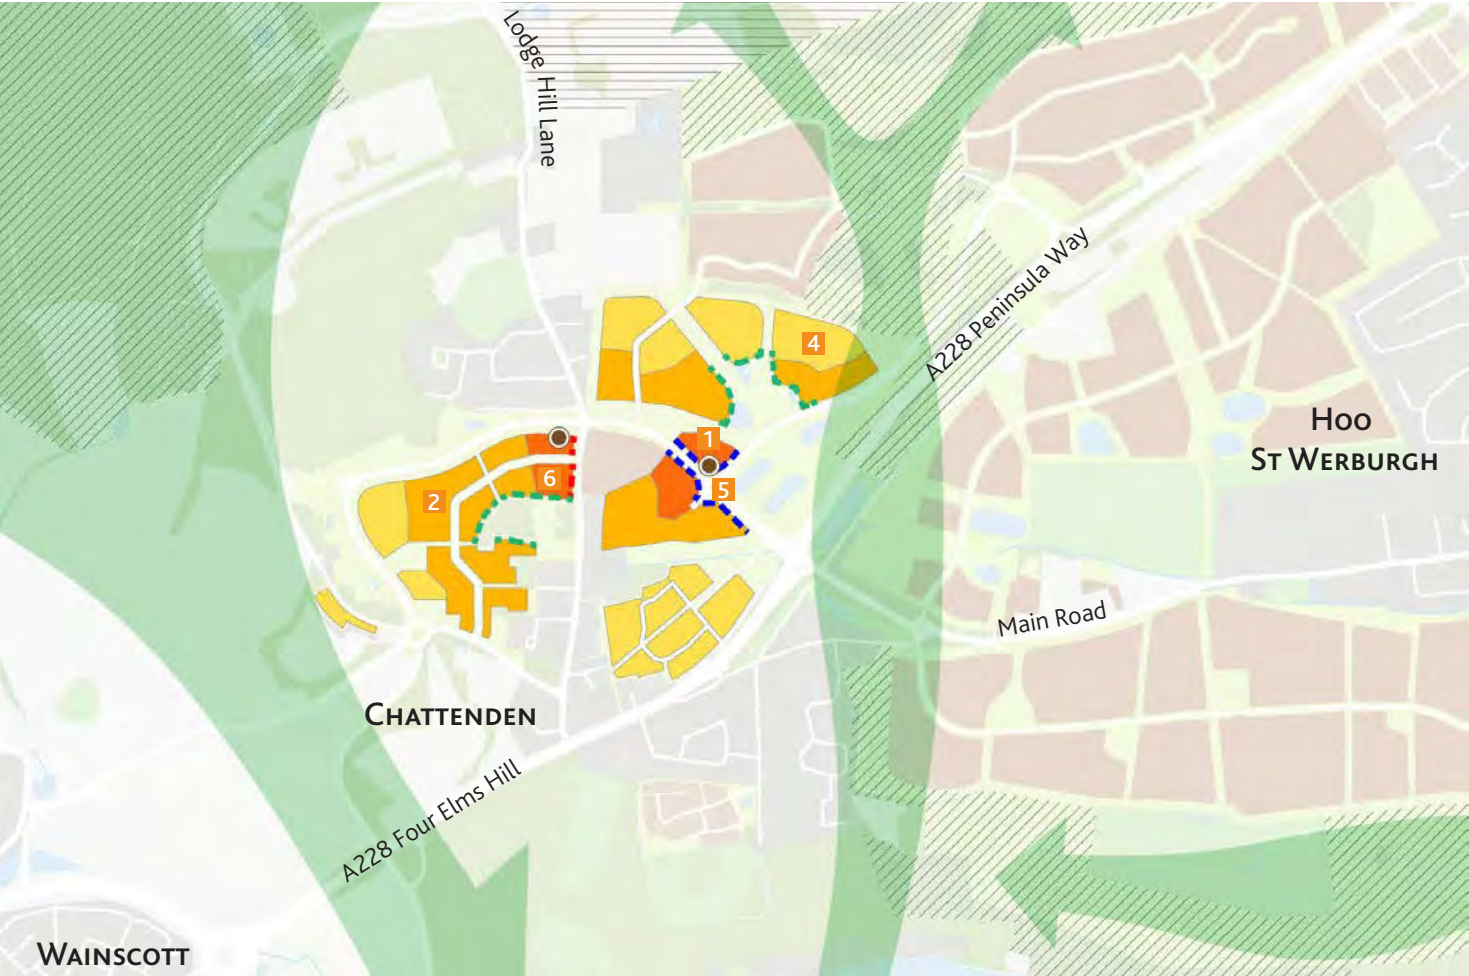 Lodge Hill Lane
A228 Peninsula Way
4
1
Hoo
St Werburgh
6
5
2
Main Road
Chattenden
A228 Four Elms Hill
Wainscott